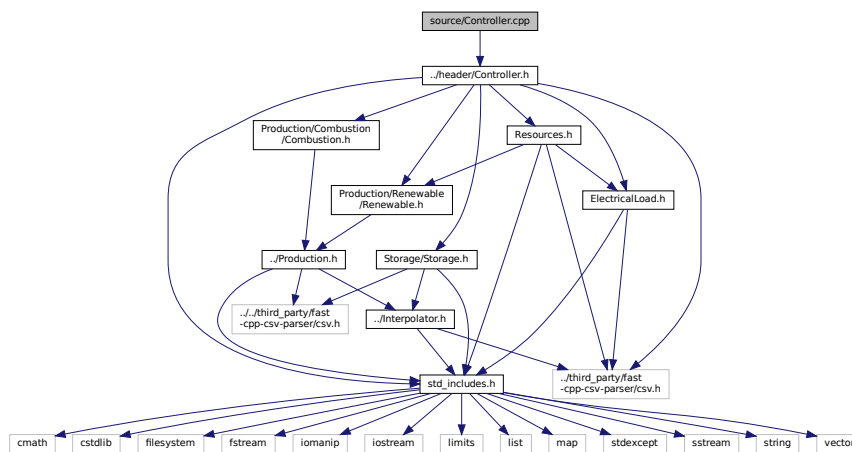 source/Controller.cpp
../header/Controller.h
Production/Combustion
/Combustion.h
Resources.h
Production/Renewable
/Renewable.h
ElectricalLoad.h
../Production.h
Storage/Storage.h
../../third_party/fast
-cpp-csv-parser/csv.h
../Interpolator.h
../third_party/fast
-cpp-csv-parser/csv.h
std_includes.h
cmath
cstdlib
filesystem
fstream
iomanip
iostream
limits
list
map
stdexcept
sstream
string
vector